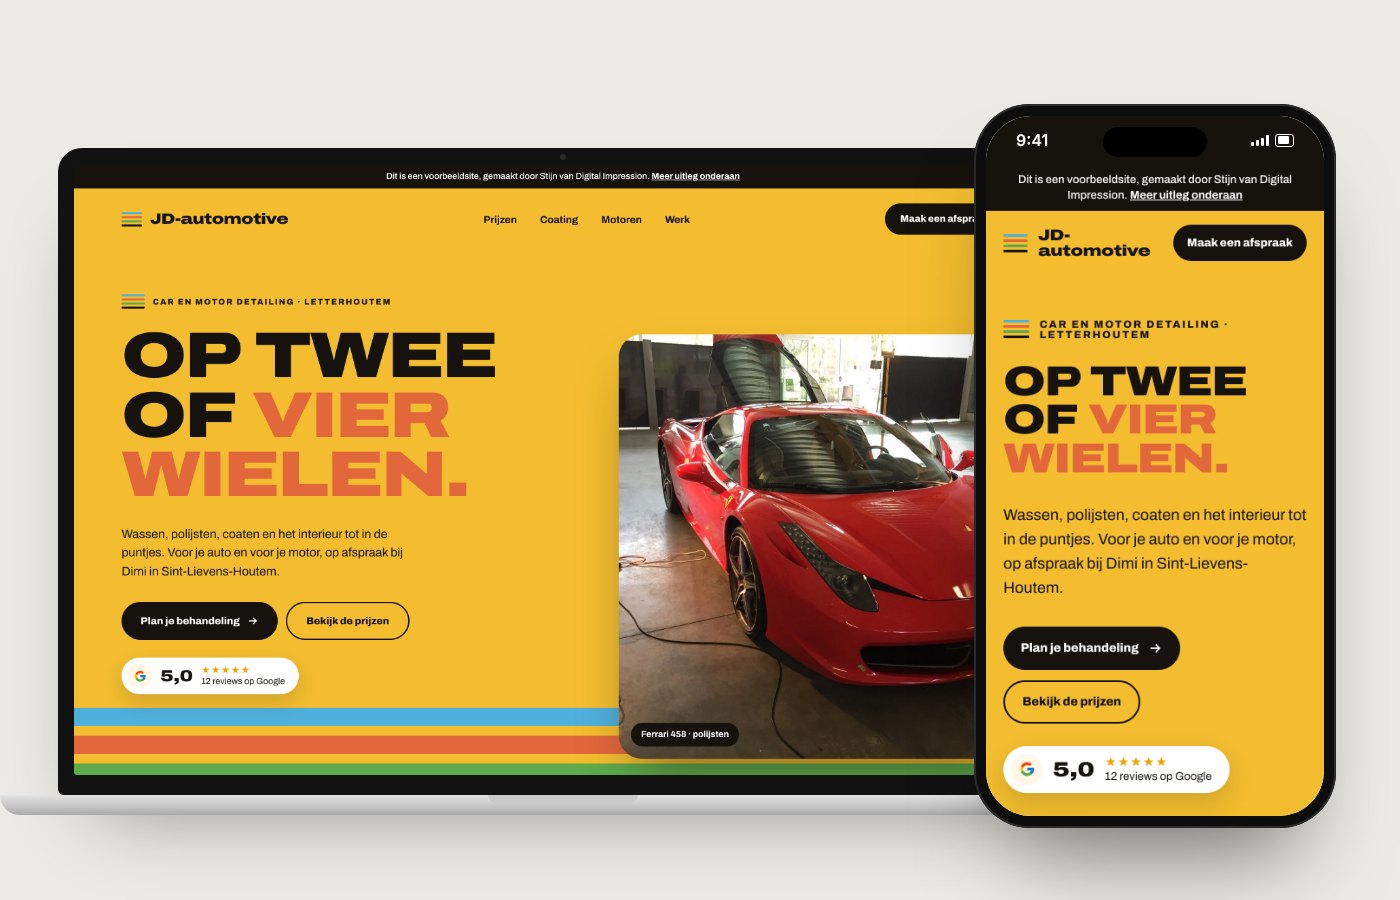 Dit is een voorbeeldsite, gemaakt door Stijn van Digital Impression. Meer uitleg onderaan
JD-automotive
Prijzen
Coating
Motoren
Werk
Maak een afspra
CAR EN MOTOR DETAILING · LETTERHOUTEM
OP TWEE
OF VIER
WIELEN.
Wassen, polijsten, coaten en het interieur tot in de
puntjes. Voor je auto en voor je motor, op afspraak bij
Dimi in Sint-Lievens-Houtem.
Plan je behandeling →
Bekijk de prijzen
5,0
★★★★★
12 reviews op Google
Ferrari 458 · polijsten
9:41
Dit is een voorbeeldsite, gemaakt door Stijn van Digital
Impression. Meer uitleg onderaan
JD-
automotive
Maak een afspraak
CAR EN MOTOR DETAILING ·
LETTERHOUTEM
OP TWEE
OF VIER
WIELEN.
Wassen, polijsten, coaten en het interieur tot
in de puntjes. Voor je auto en voor je motor,
op afspraak bij Dimi in Sint-Lievens-
Houtem.
Plan je behandeling →
Bekijk de prijzen
5,0
★★★★★
12 reviews op Google